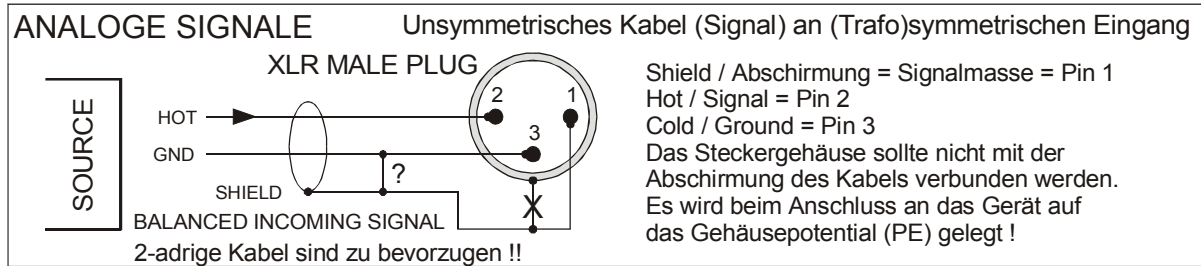 ANALOGE SIGNALE
Unsymmetrisches Kabel (Signal) an (Trafo)symmetrischen Eingang
XLR MALE PLUG
SOURCE
HOT
GND
SHIELD
?
2
1
3
X
BALANCED INCOMING SIGNAL
2-adrige Kabel sind zu bevorzugen !!
Shield / Abschirmung = Signalmasse = Pin 1
Hot / Signal = Pin 2
Cold / Ground = Pin 3
Das Steckergehäuse sollte nicht mit der
Abschirmung des Kabels verbunden werden.
Es wird beim Anschluss an das Gerät auf
das Gehäusepotential (PE) gelegt !